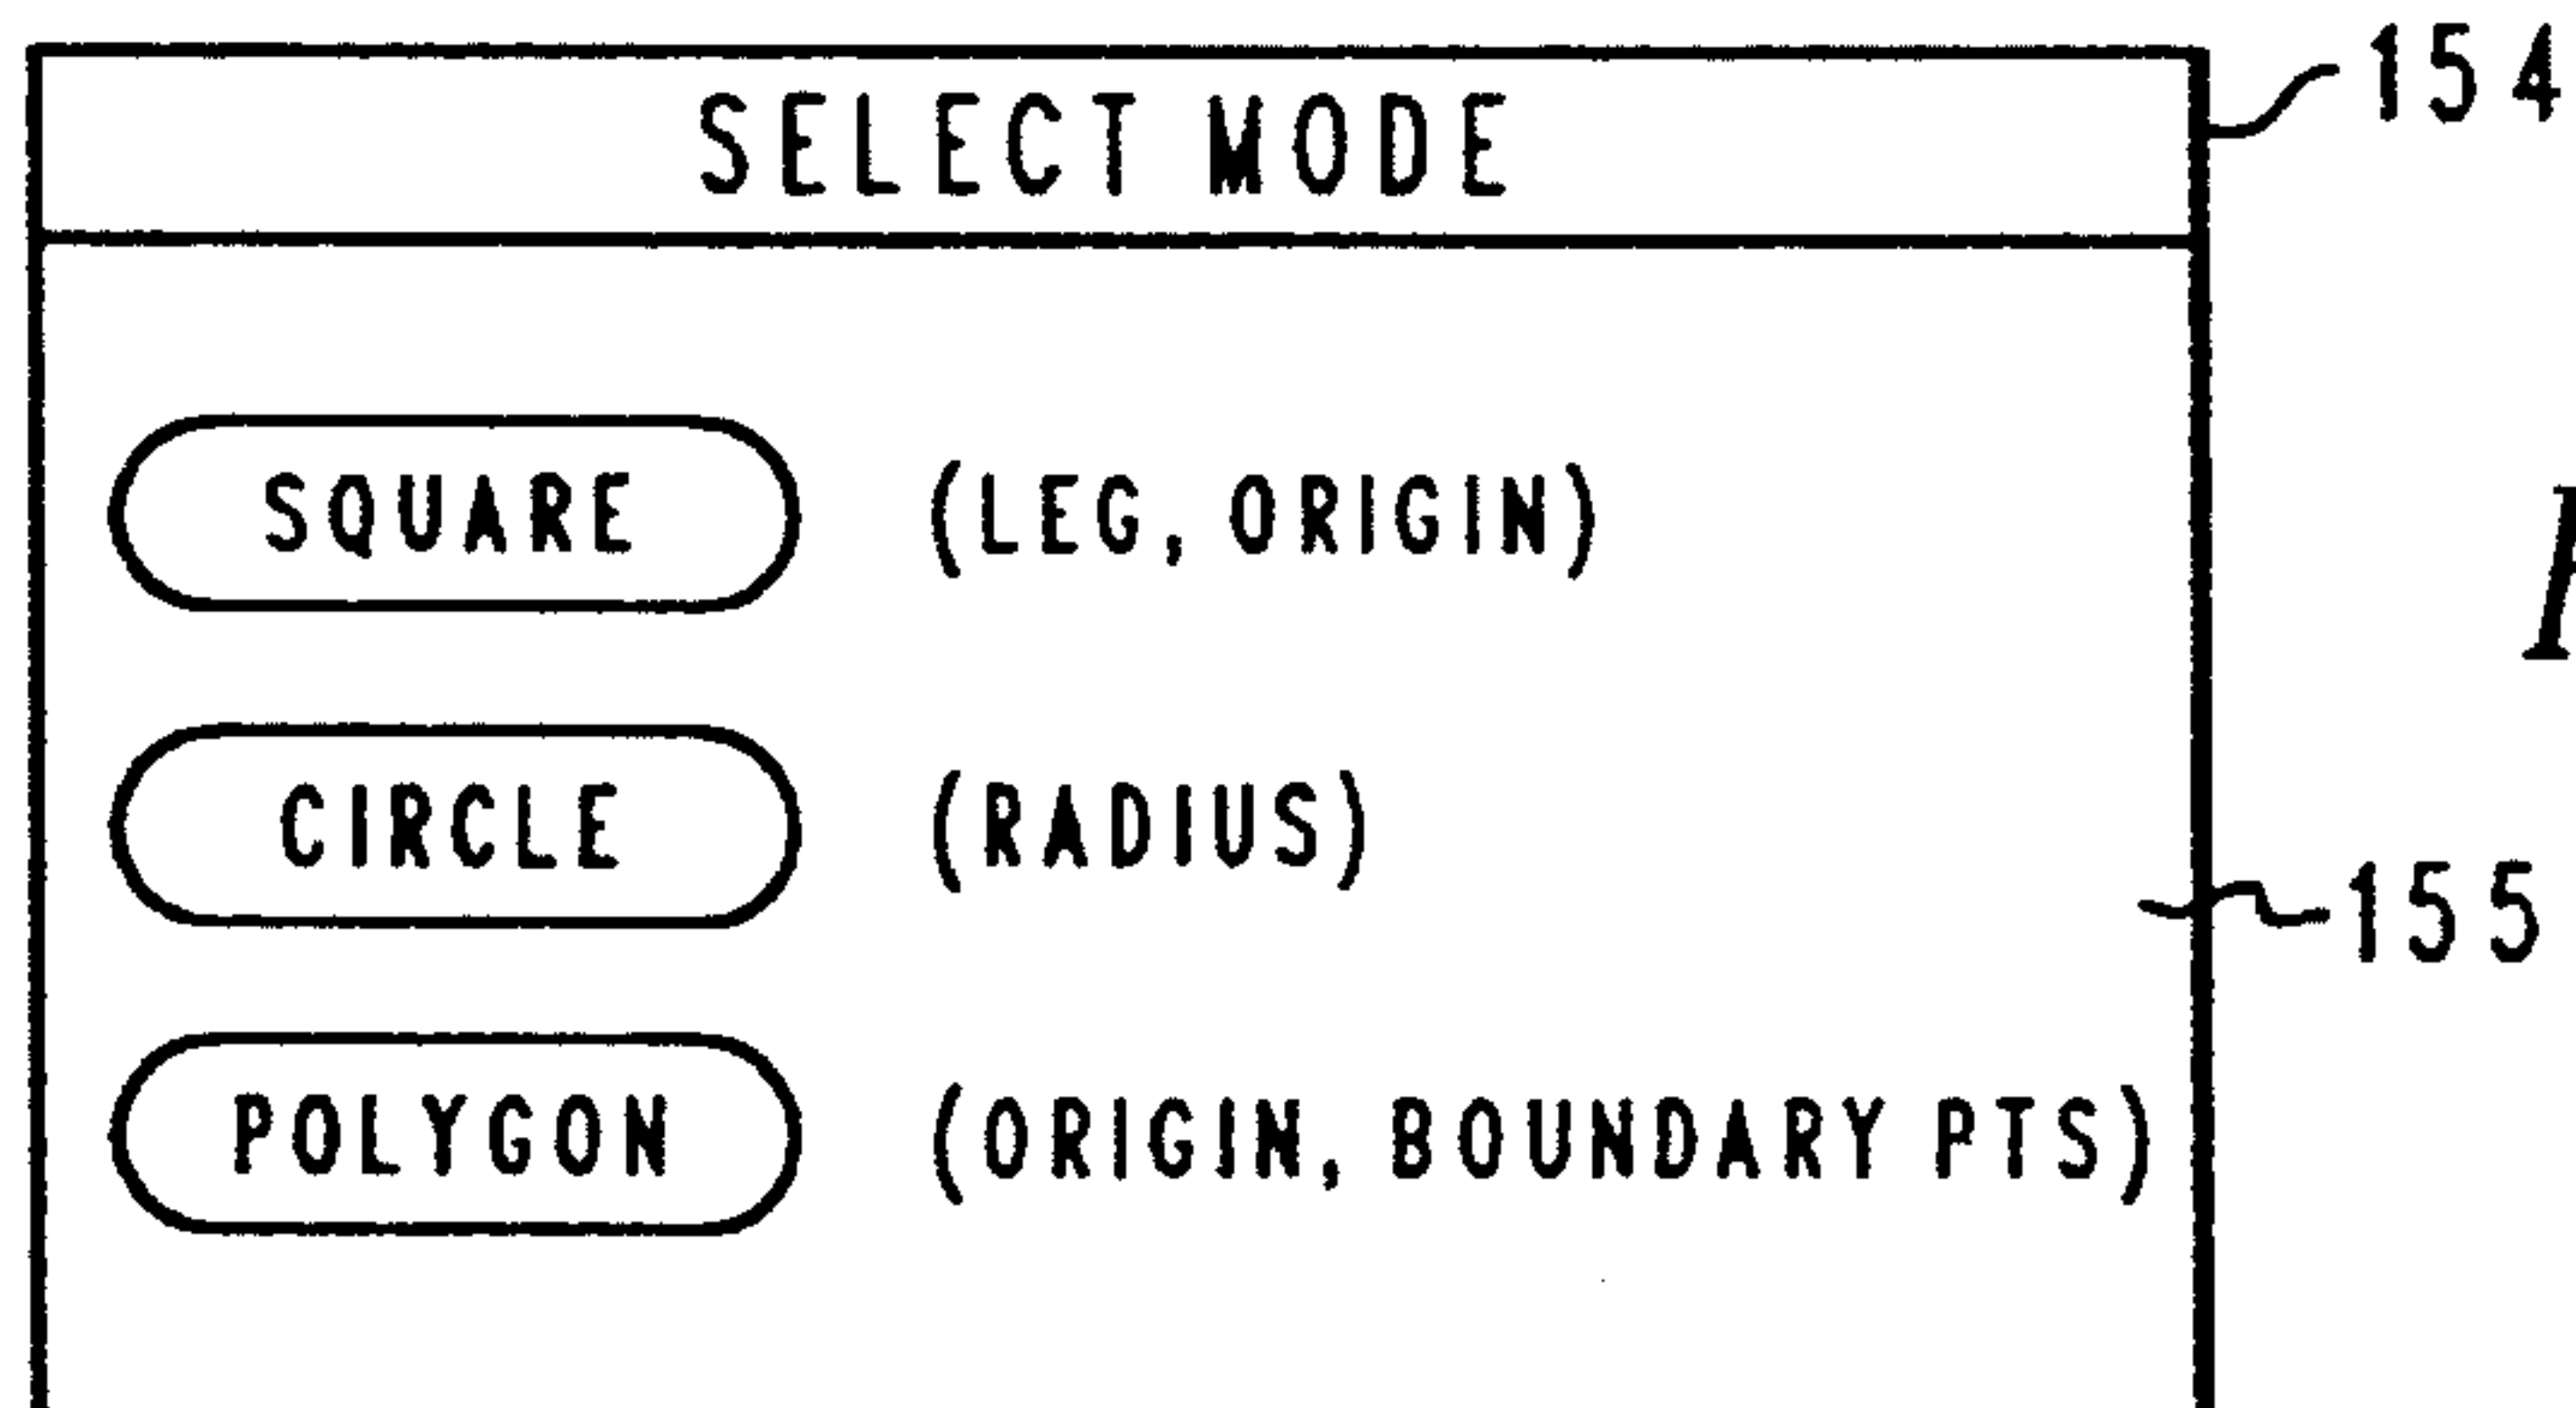 SELECT MODE 154
SQUARE (LEG, ORIGIN)
CIRCLE (RADIUS)
155
POLYGON (ORIGIN, BOUNDARY PTS)